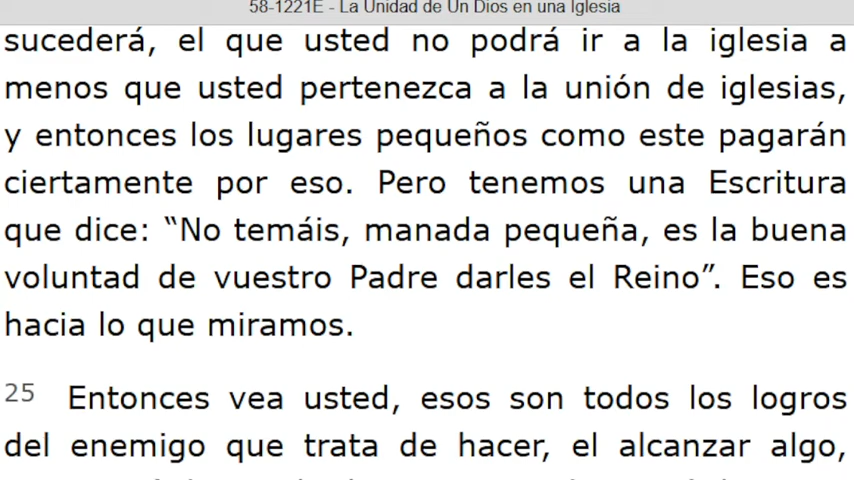 58-1221E - La Unidad de Un Dios en una Iglesia
sucederá, el que usted no podrá ir a la iglesia a
menos que usted pertenezca a la unión de iglesias,
y entonces los lugares pequeños como este pagarán
ciertamente por eso. Pero tenemos una Escritura
que dice: “No temáis, manada pequeña, es la buena
voluntad de vuestro Padre darles el Reino”. Eso es
hacia lo que miramos.
25 Entonces vea usted, esos son todos los logros
del enemigo que trata de hacer, el alcanzar algo,